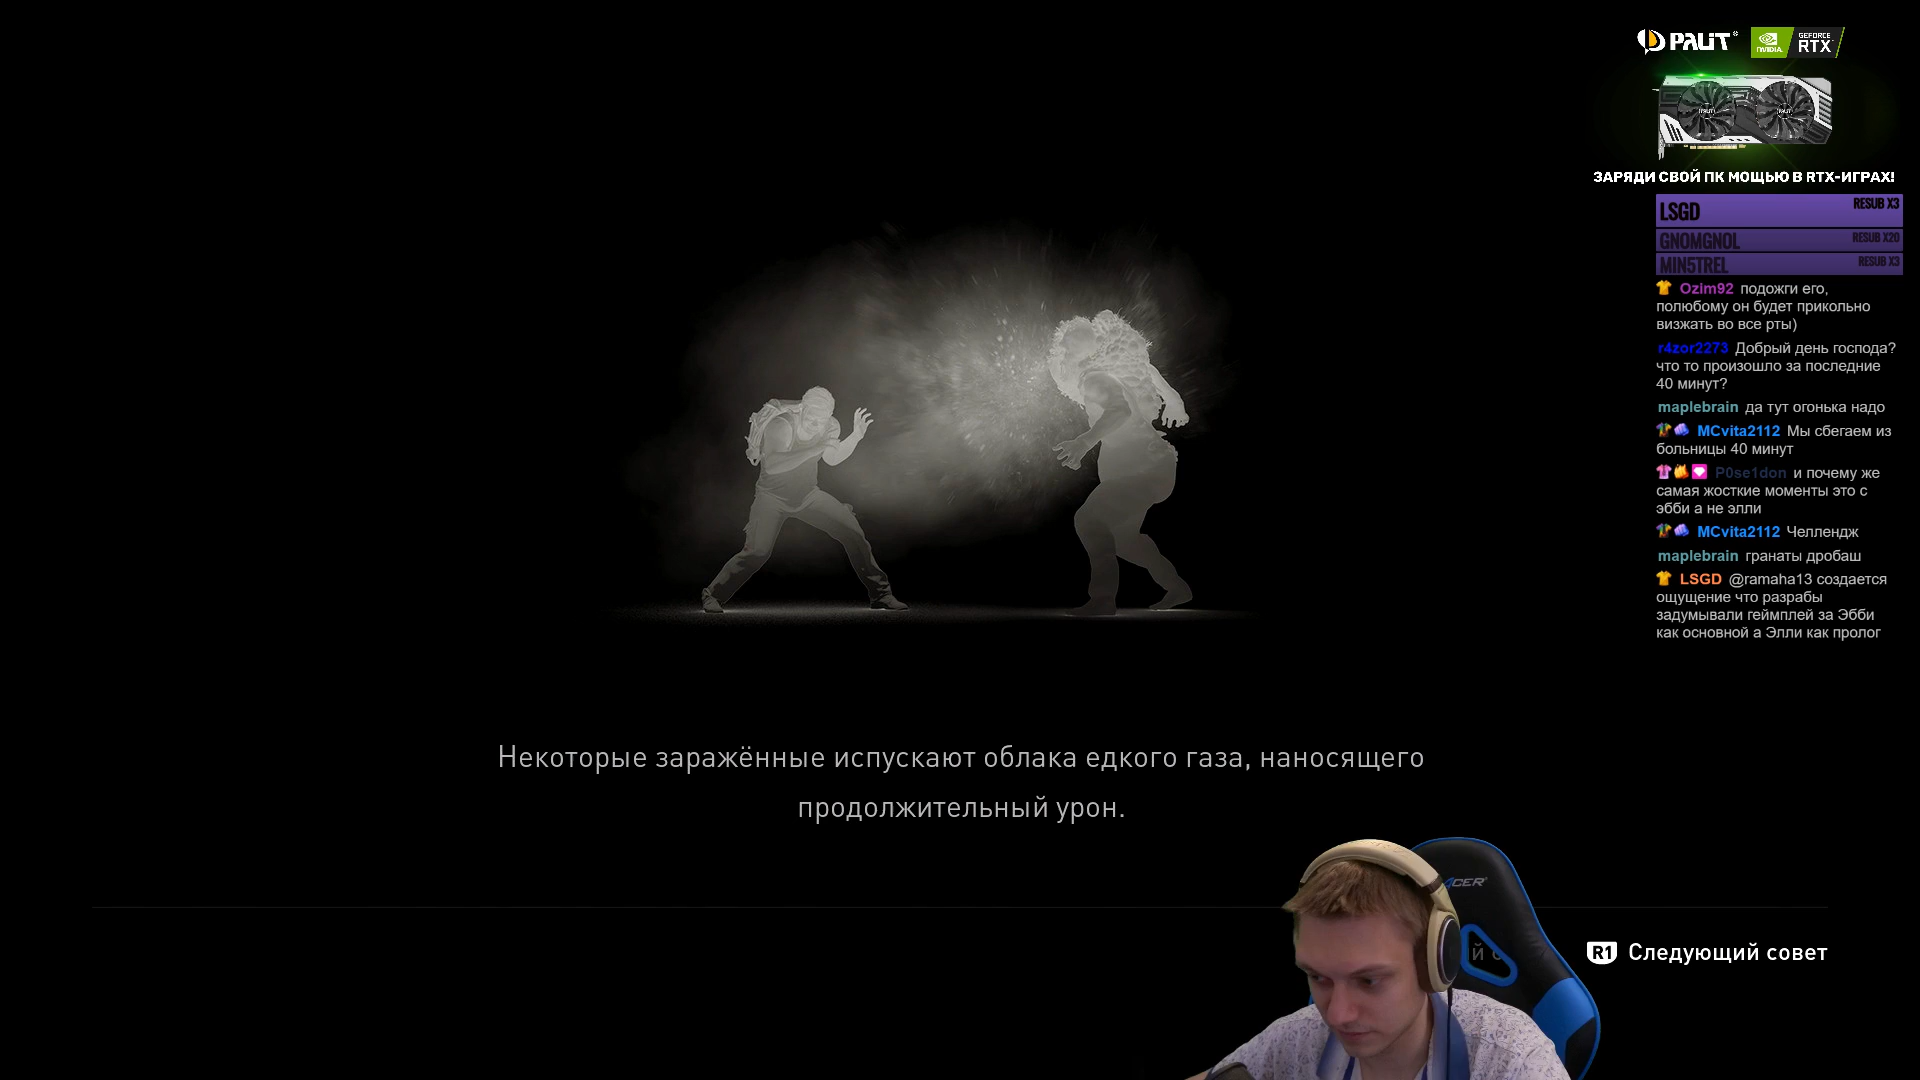 PALIT
NVIDIA
GEFORCE
RTX
ЗАРЯДИ СВОЙ ПК МОЩЬЮ В RTX-ИГРАХ!
LSGD RESUB X3
GNOMGNOL RESUB X20
MIN5TREL RESUB X3
Ozim92 подожги его,
полюбому он будет прикольно
визжать во все рты)
r4zor2273 Добрый день господа?
что то произошло за последние
40 минут?
maplebrain да тут огонька надо
MCvita2112 Мы сбегаем из
больницы 40 минут
P0se1don и почему же
самая жосткие моменты это с
эбби а не элли
MCvita2112 Челлендж
maplebrain гранаты дробаш
LSGD @ramaha13 создается
ощущение что разрабы
задумывали геймплей за Эбби
как основной а Элли как пролог
Некоторые заражённые испускают облака едкого газа, наносящего
продолжительный урон.
R1 Следующий совет